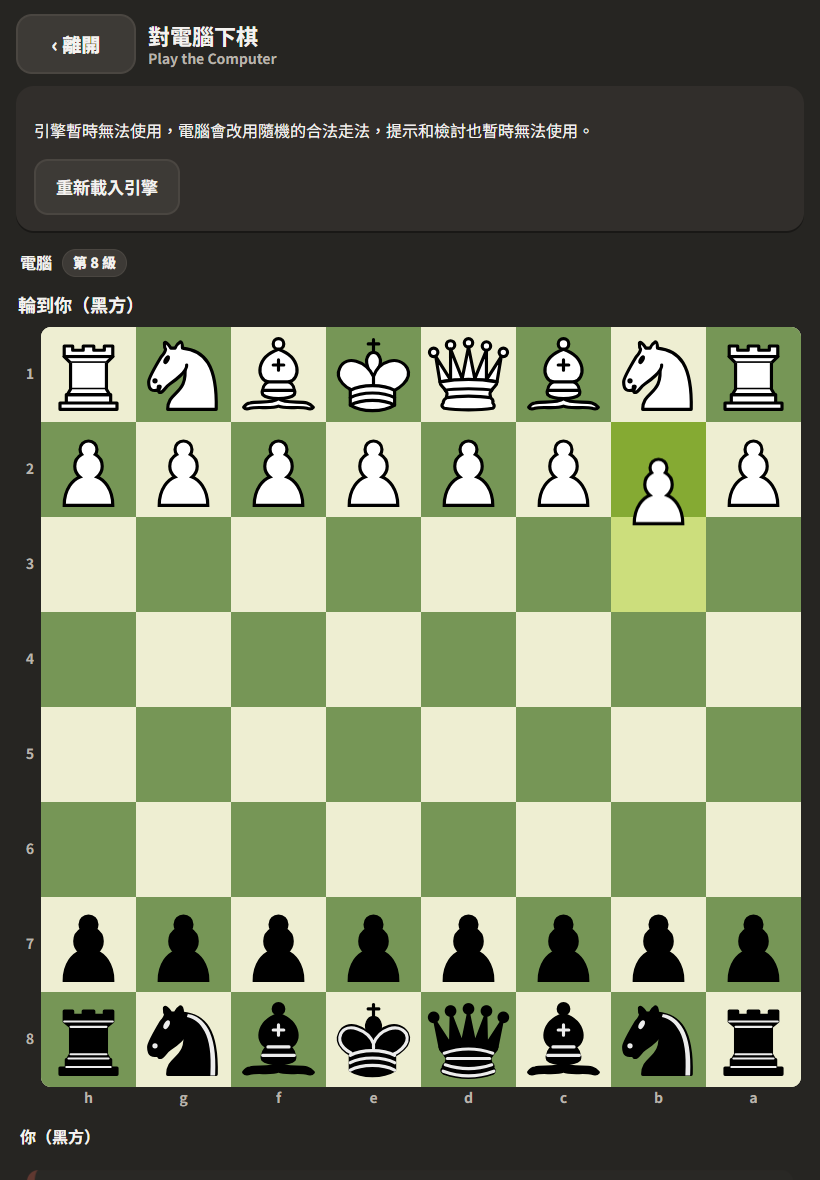 ‹ 離開
對電腦下棋
Play the Computer
引擎暫時無法使用，電腦會改用隨機的合法走法，提示和檢討也暫時無法使用。
重新載入引擎
電腦 第 8 級
輪到你（黑方）
1
2
3
4
5
6
7
8
h g f e d c b a
你（黑方）